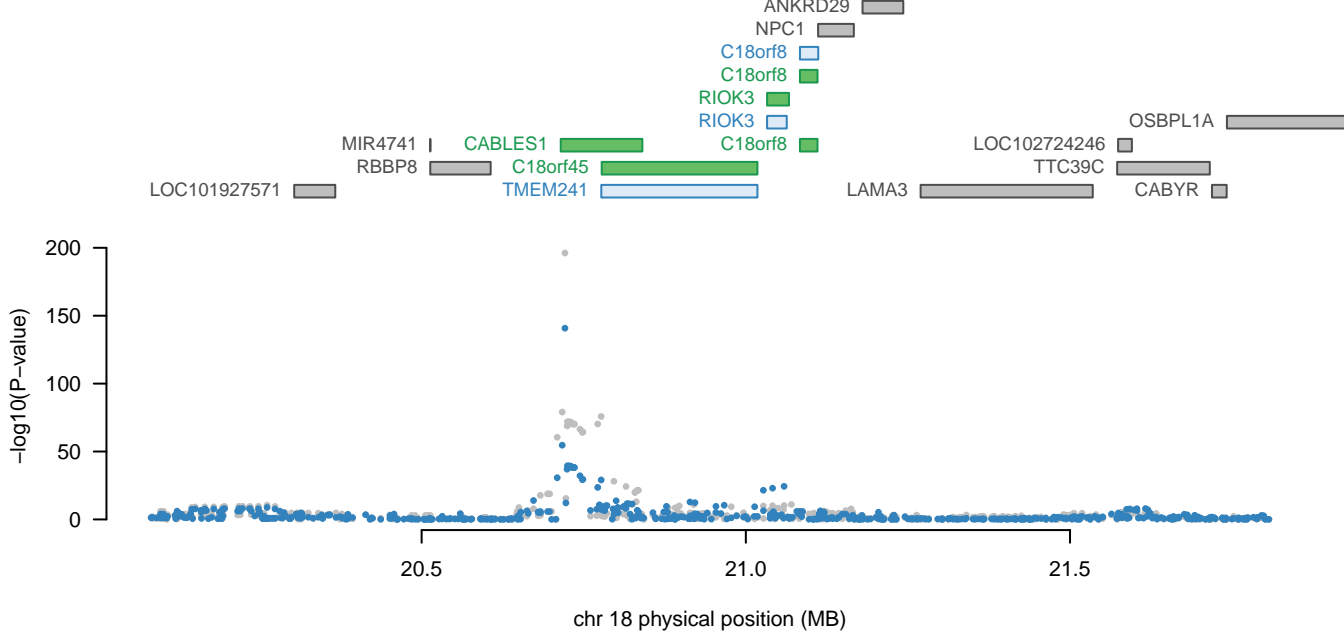 ANKRD29
NPC1
C18orf8
C18orf8
RIOK3
RIOK3 OSBPL1A
MIR4741 CABLES1 C18orf8 LOC102724246
RBBP8 C18orf45 TTC39C
LOC101927571 TMEM241 LAMA3 CABYR
200
150
100
50
0
−log10(P−value)
20.5 21.0 21.5
chr 18 physical position (MB)